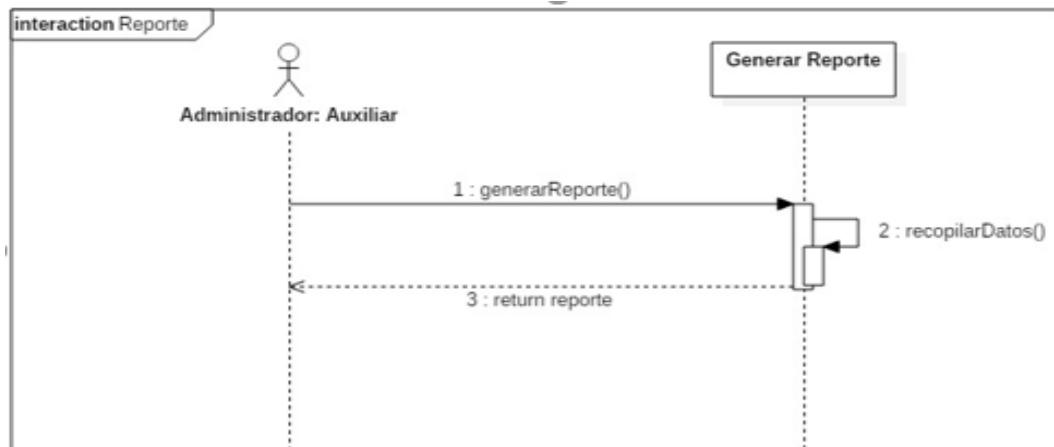 interaction Reporte
Generar Reporte
Administrador: Auxiliar
1 : generarReporte()
2 : recopilarDatos()
3 : return reporte